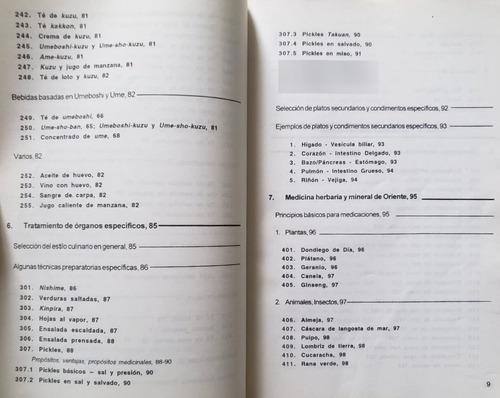 242. Té de kuzu, 81
243. Té kakkon, 81
244. Crema de kuzu, 81
245. Umeboshi-kuzu y Ume-sho-kuzu, 81
246. Ame-kuzu, 81
247. Kuzu y jugo de manzana, 81
248. Té de loto y kuzu, 82
Bebidas basadas en Umeboshi y Ume, 82
249. Té de umeboshi, 66
250. Ume-sho-ban, 65; Umeboshi-kuzu y Ume-sho-kuzu, 81
251. Concentrado de ume, 68
Varios, 82
252. Aceite de huevo, 82
253. Vino con huevo, 82
254. Sangre de carpa, 82
255. Jugo caliente de manzana, 82
6. Tratamiento de órganos específicos, 85
Selección del estilo culinario en general, 85
Algunas técnicas preparatorias específicas, 86
301. Nishime, 86
302. Verduras saltadas, 87
303. Kinpira, 87
304. Hojas al vapor, 87
305. Ensalada escaldada, 87
306. Ensalada prensada, 88
307. Pickles, 88
Propósitos, ventajas, propósitos medicinales, 88-90
307.1 Pickles básicos – sal y presión, 90
307.2 Pickles en sal y salvado, 90
307.3 Pickles Takuan, 90
307.4 Pickles en salvado, 90
307.5 Pickles en miso, 91
Selección de platos secundarios y condimentos específicos, 92
Ejemplos de platos y condimentos secundarios específicos, 93
1. Hígado - Vesícula biliar, 93
2. Corazón - Intestino Delgado, 93
3. Bazo/Páncreas - Estómago, 93
4. Pulmón - Intestino Grueso, 94
5. Riñón - Vejiga, 94
7. Medicina herbaria y mineral de Oriente, 95
Principios básicos para medicaciones, 95
1. Plantas, 96
401. Dondiego de Día, 96
402. Plátano, 96
403. Geranio, 96
404. Canela, 97
405. Ginseng, 97
2. Animales, Insectos, 97
406. Almeja, 97
407. Cáscara de langosta de mar, 97
408. Pulpo, 98
409. Lombriz de tierra, 98
410. Cucaracha, 98
411. Rana verde, 98
9